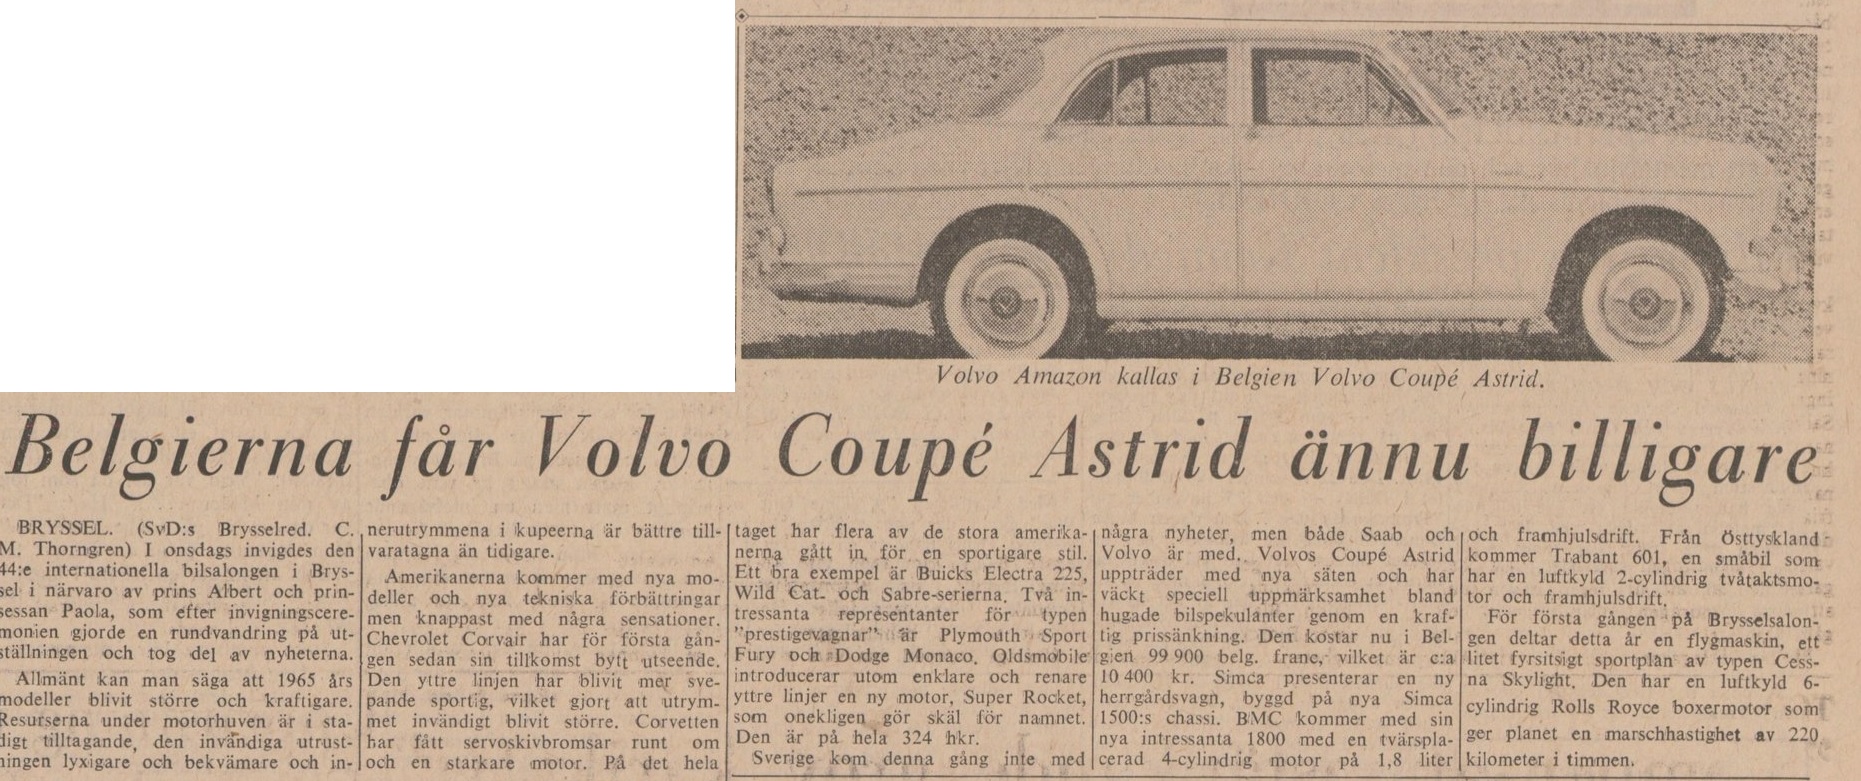 Volvo Amazon kallas i Belgien Volvo Coupé Astrid.
Belgierna får Volvo Coupé Astrid ännu billigare
BRYSSEL. (SvD:s Brysselred. C.
M. Thorngren) I onsdags invigdes den
44:e internationella bilsalongen i Brys-
sel i närvaro av prins Albert och prin-
sessan Paola, som efter invigningscere-
monien gjorde en rundvandring på ut-
ställningen och tog del av nyheterna.
Allmänt kan man säga att 1965 års
modeller blivit större och kraftigare.
Resurserna under motorhuven är i sta-
digt tilltagande, den invändiga utrust-
ningen lyxigare och bekvämare och in-
nerutrymmena i kupeerna är bättre till-
varatagna än tidigare.
Amerikanerna kommer med nya mo-
deller och nya tekniska förbättringar
men knappast med några sensationer.
Chevrolet Corvair har för första gån-
gen sedan sin tillkomst bytt utseende.
Den yttre linjen har blivit mer sve-
pande sportig, vilket gjort att utrym-
met invändigt blivit större. Corvetten
har fått servoskivbromsar runt om
och en starkare motor. På det hela
taget har flera av de stora amerika-
nerna gått in för en sportigare stil.
Ett bra exempel är Buicks Electra 225,
Wild Cat- och Sabre-serierna. Två in-
tressanta representanter för typen
"prestigevagnar" är Plymouth Sport
Fury och Dodge Monaco. Oldsmobile
introducerar utom enklare och renare
yttre linjer en ny motor, Super Rocket,
som onekligen gör skäl för namnet.
Den är på hela 324 hkr.
Sverige kom denna gång inte med
några nyheter, men både Saab och
Volvo är med. Volvos Coupé Astrid
uppträder med nya säten och har
väckt speciell uppmärksamhet bland
hugade bilspekulanter genom en kraf-
tig prissänkning. Den kostar nu i Bel-
gien 99 900 belg. franc, vilket är c:a
10 400 kr. Simca presenterar en ny
herrgårdsvagn, byggd på nya Simca
1500:s chassi. BMC kommer med sin
nya intressanta 1800 med en tvärspla-
cerad 4-cylindrig motor på 1,8 liter
och framhjulsdrift. Från Östtyskland
kommer Trabant 601, en småbil som
har en luftkyld 2-cylindrig tvåtaktsmo-
tor och framhjulsdrift.
För första gången på Brysselsalon-
gen deltar detta år en flygmaskin, ett
litet fyrsitsigt sportplan av typen Cess-
na Skylight. Den har en luftkyld 6-
cylindrig Rolls Royce boxermotor som
ger planet en marschhastighet av 220
kilometer i timmen.